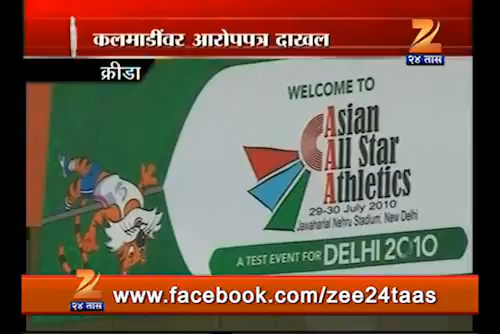 कलमाडींवर आरोपपत्र दाखल
२४ तास
क्रीडा
WELCOME TO
Asian
All Star
Athletics
29-30 July 2010
Jawaharlal Nehru Stadium, New Delhi
A TEST EVENT FOR DELHI 2010
२४ तास
www.facebook.com/zee24taas